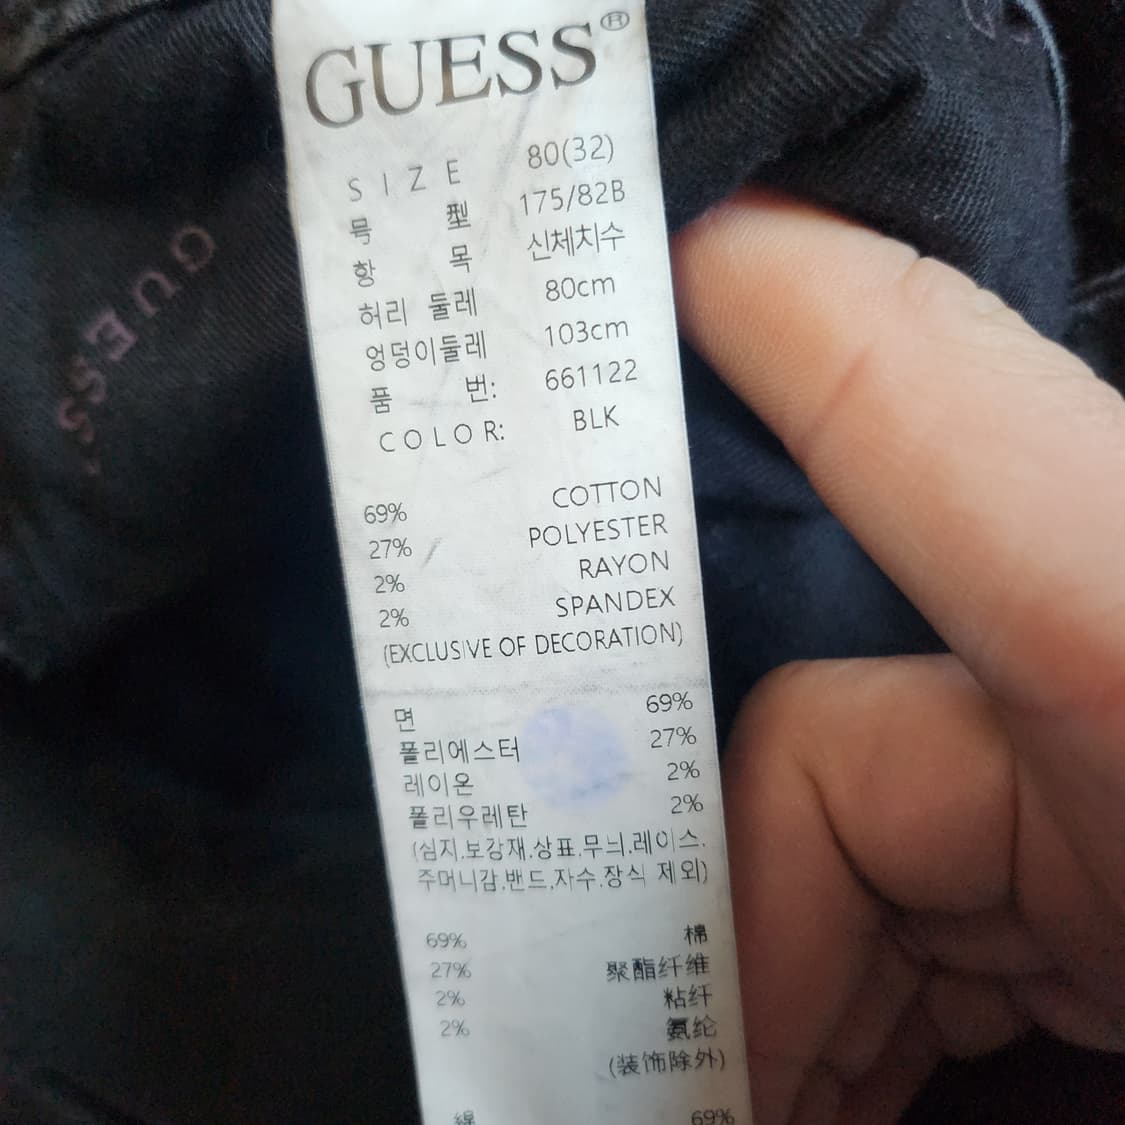 GUESS®
SIZE 80(32)
号 型 175/82B
항 목 신체치수
허리 둘레 80cm
엉덩이둘레 103cm
품 번: 661122
COLOR: BLK
69% COTTON
27% POLYESTER
2% RAYON
2% SPANDEX
(EXCLUSIVE OF DECORATION)
면 69%
폴리에스터 27%
레이온 2%
폴리우레탄 2%
(심지.보강재.상표.무늬.레이스.
주머니감.밴드.자수.장식 제외)
69% 棉
27% 聚酯纤维
2% 粘纤
2% 氨纶
(装饰除外)
綿 69%
GUESS